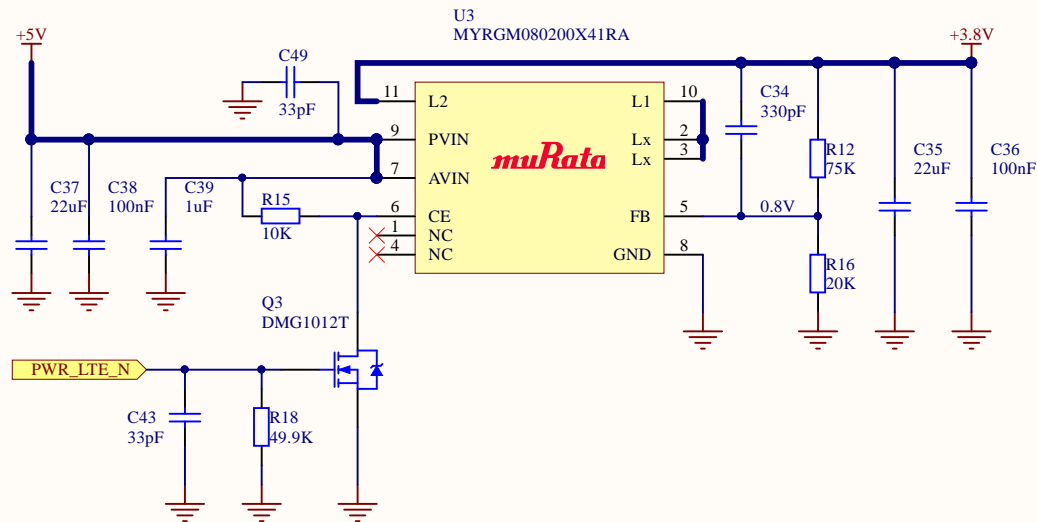 U3
MYRGM080200X41RA
+5V
+3.8V
C49
33pF
11
L2
L1
10
9
PVIN
Lx
2
Lx
3
7
AVIN
6
CE
FB
5
1
NC
4
NC
GND
8
muRata
C34
330pF
R12
75K
C35
22uF
C36
100nF
0.8V
R16
20K
C37
22uF
C38
100nF
C39
1uF
R15
10K
Q3
DMG1012T
PWR_LTE_N
C43
33pF
R18
49.9K